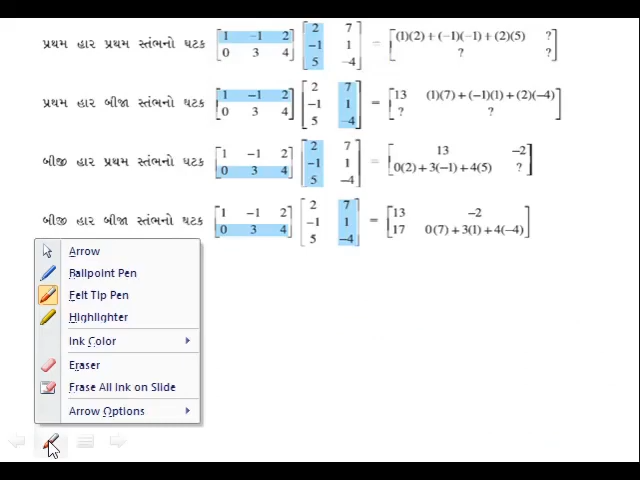 પ્રથમ હાર પ્રથમ સ્તંભનો ઘટક [1 −1 2; 0 3 4] [2 7; −1 1; 5 −4] = [(1)(2) + (−1)(−1) + (2)(5) ?; ? ?]
પ્રથમ હાર બીજા સ્તંભનો ઘટક [1 −1 2; 0 3 4] [2 7; −1 1; 5 −4] = [13 (1)(7) + (−1)(1) + (2)(−4); ? ?]
બીજી હાર પ્રથમ સ્તંભનો ઘટક [1 −1 2; 0 3 4] [2 7; −1 1; 5 −4] = [13 −2; 0(2) + 3(−1) + 4(5) ?]
બીજી હાર બીજા સ્તંભનો ઘટક [1 −1 2; 0 3 4] [2 7; −1 1; 5 −4] = [13 −2; 17 0(7) + 3(1) + 4(−4)]
Arrow
Ballpoint Pen
Felt Tip Pen
Highlighter
Ink Color
Eraser
Erase All Ink on Slide
Arrow Options